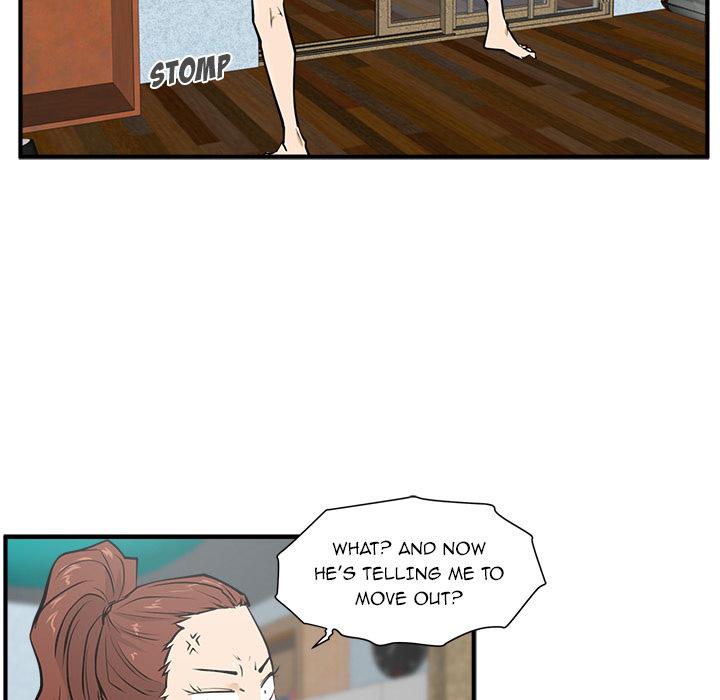 STOMP
WHAT? AND NOW
HE'S TELLING ME TO
MOVE OUT?